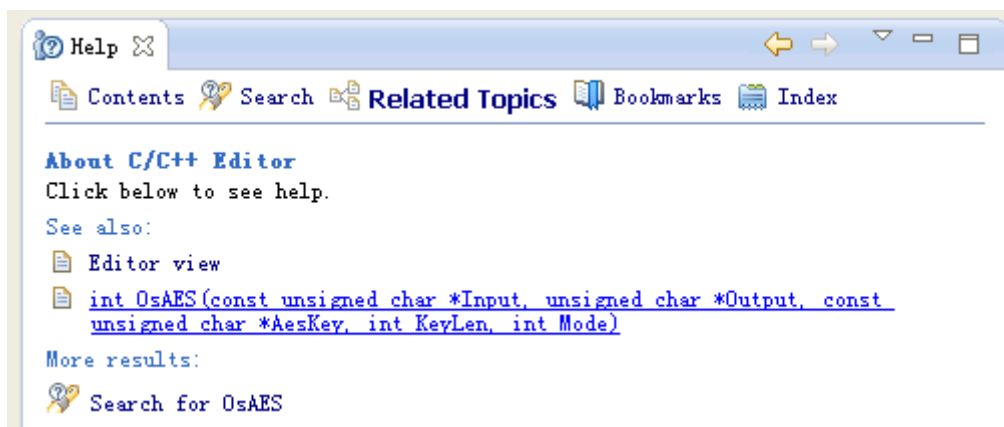 Help
Contents Search Related Topics Bookmarks Index
About C/C++ Editor
Click below to see help.
See also:
Editor view
int OsAES(const unsigned char *Input, unsigned char *Output, const
unsigned char *AesKey, int KeyLen, int Mode)
More results:
Search for OsAES